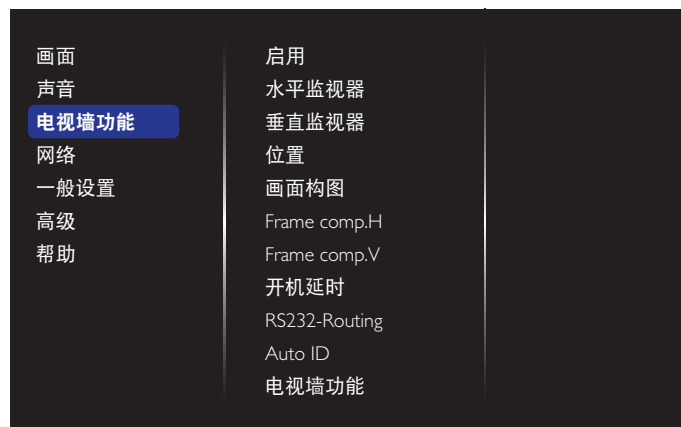 画面
声音
电视墙功能
网络
一般设置
高级
帮助
启用
水平监视器
垂直监视器
位置
画面构图
Frame comp.H
Frame comp.V
开机延时
RS232-Routing
Auto ID
电视墙功能